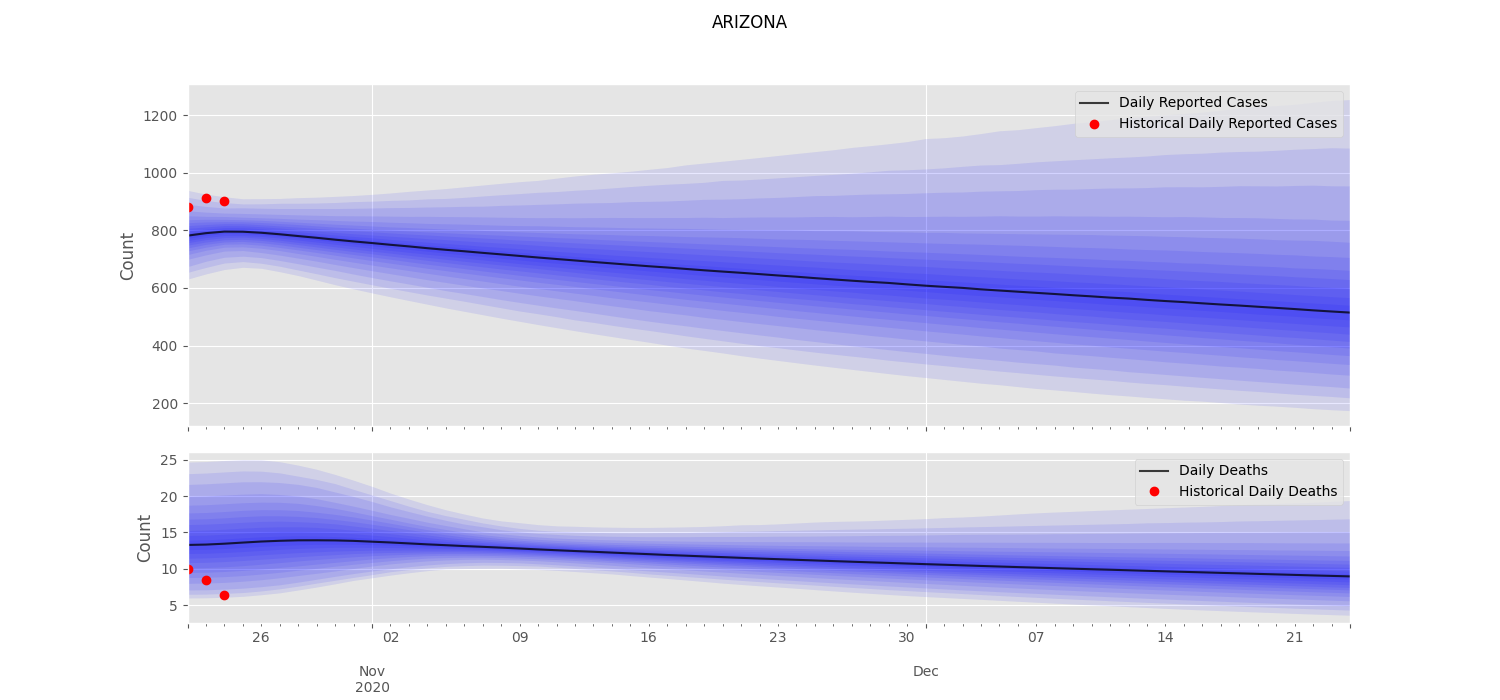 ARIZONA
Count
1200
1000
800
600
400
200
Daily Reported Cases
Historical Daily Reported Cases
Count
25
20
15
10
5
Daily Deaths
Historical Daily Deaths
26 02 09 16 23 30 07 14 21
Nov Dec
2020